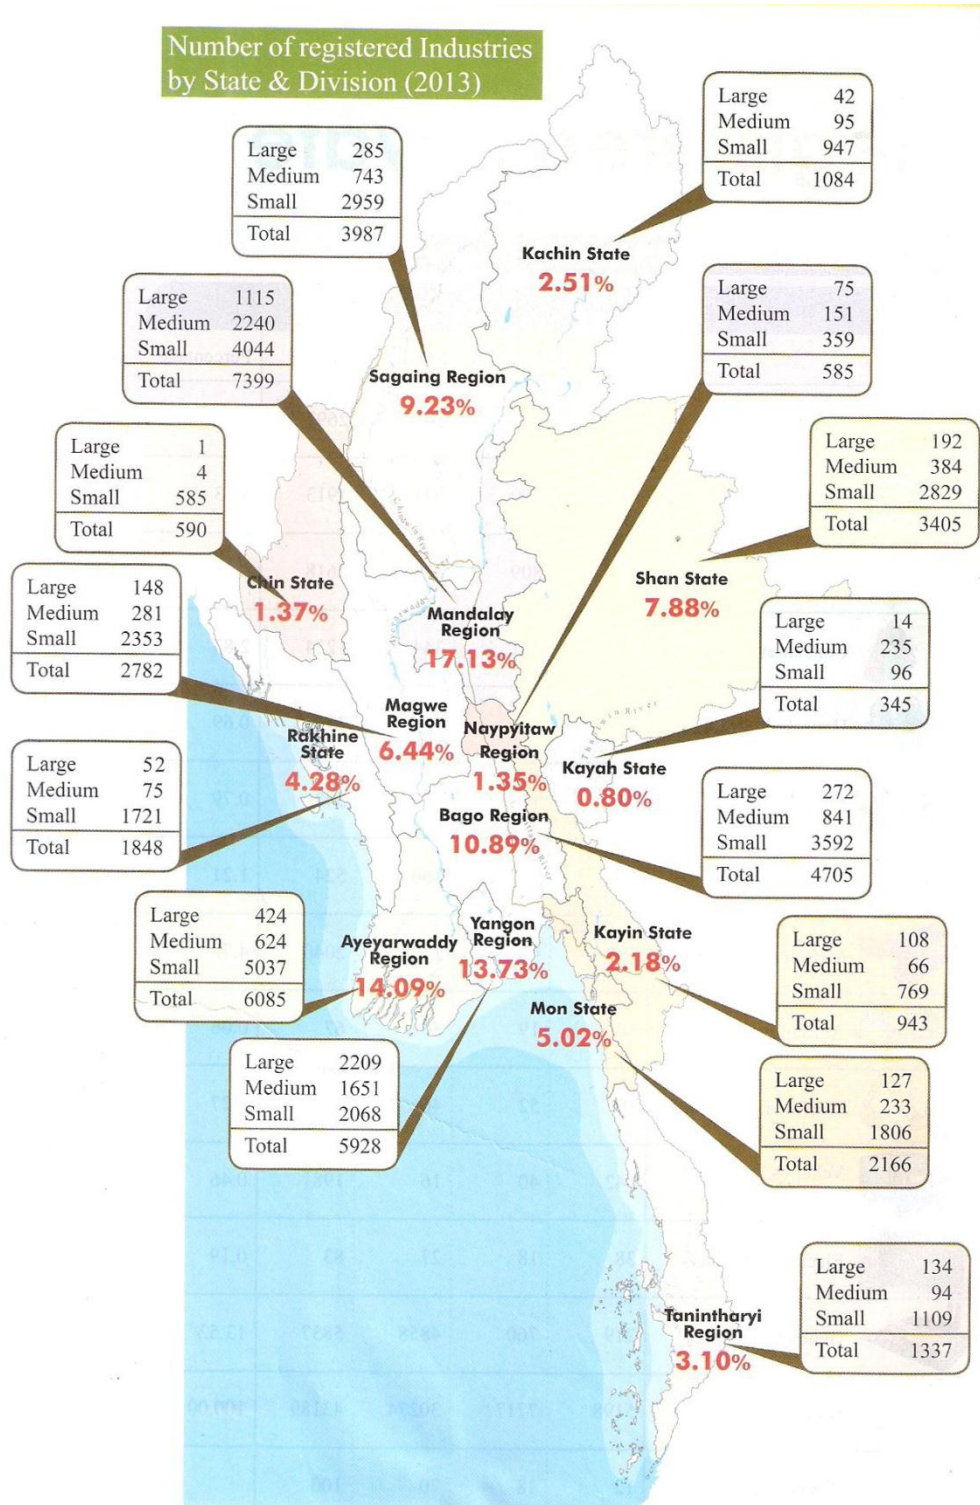 Number of registered Industries
by State & Division (2013)
Large 42
Medium 95
Small 947
Total 1084
Large 285
Medium 743
Small 2959
Total 3987
Kachin State
2.51%
Large 1115
Medium 2240
Small 4044
Total 7399
Large 75
Medium 151
Small 359
Total 585
Sagaing Region
9.23%
Large 1
Medium 4
Small 585
Total 590
Large 192
Medium 384
Small 2829
Total 3405
Chin State
1.37%
Shan State
7.88%
Large 148
Medium 281
Small 2353
Total 2782
Mandalay
Region
17.13%
Large 14
Medium 235
Small 96
Total 345
Magwe
Region
6.44%
Naypyitaw
Region
1.35%
Rakhine
State
4.28%
Kayah State
0.80%
Large 52
Medium 75
Small 1721
Total 1848
Bago Region
10.89%
Large 272
Medium 841
Small 3592
Total 4705
Large 424
Medium 624
Small 5037
Total 6085
Ayeyarwaddy
Region
14.09%
Yangon
Region
13.73%
Kayin State
2.18%
Large 108
Medium 66
Small 769
Total 943
Mon State
5.02%
Large 2209
Medium 1651
Small 2068
Total 5928
Large 127
Medium 233
Small 1806
Total 2166
Tanintharyi
Region
3.10%
Large 134
Medium 94
Small 1109
Total 1337